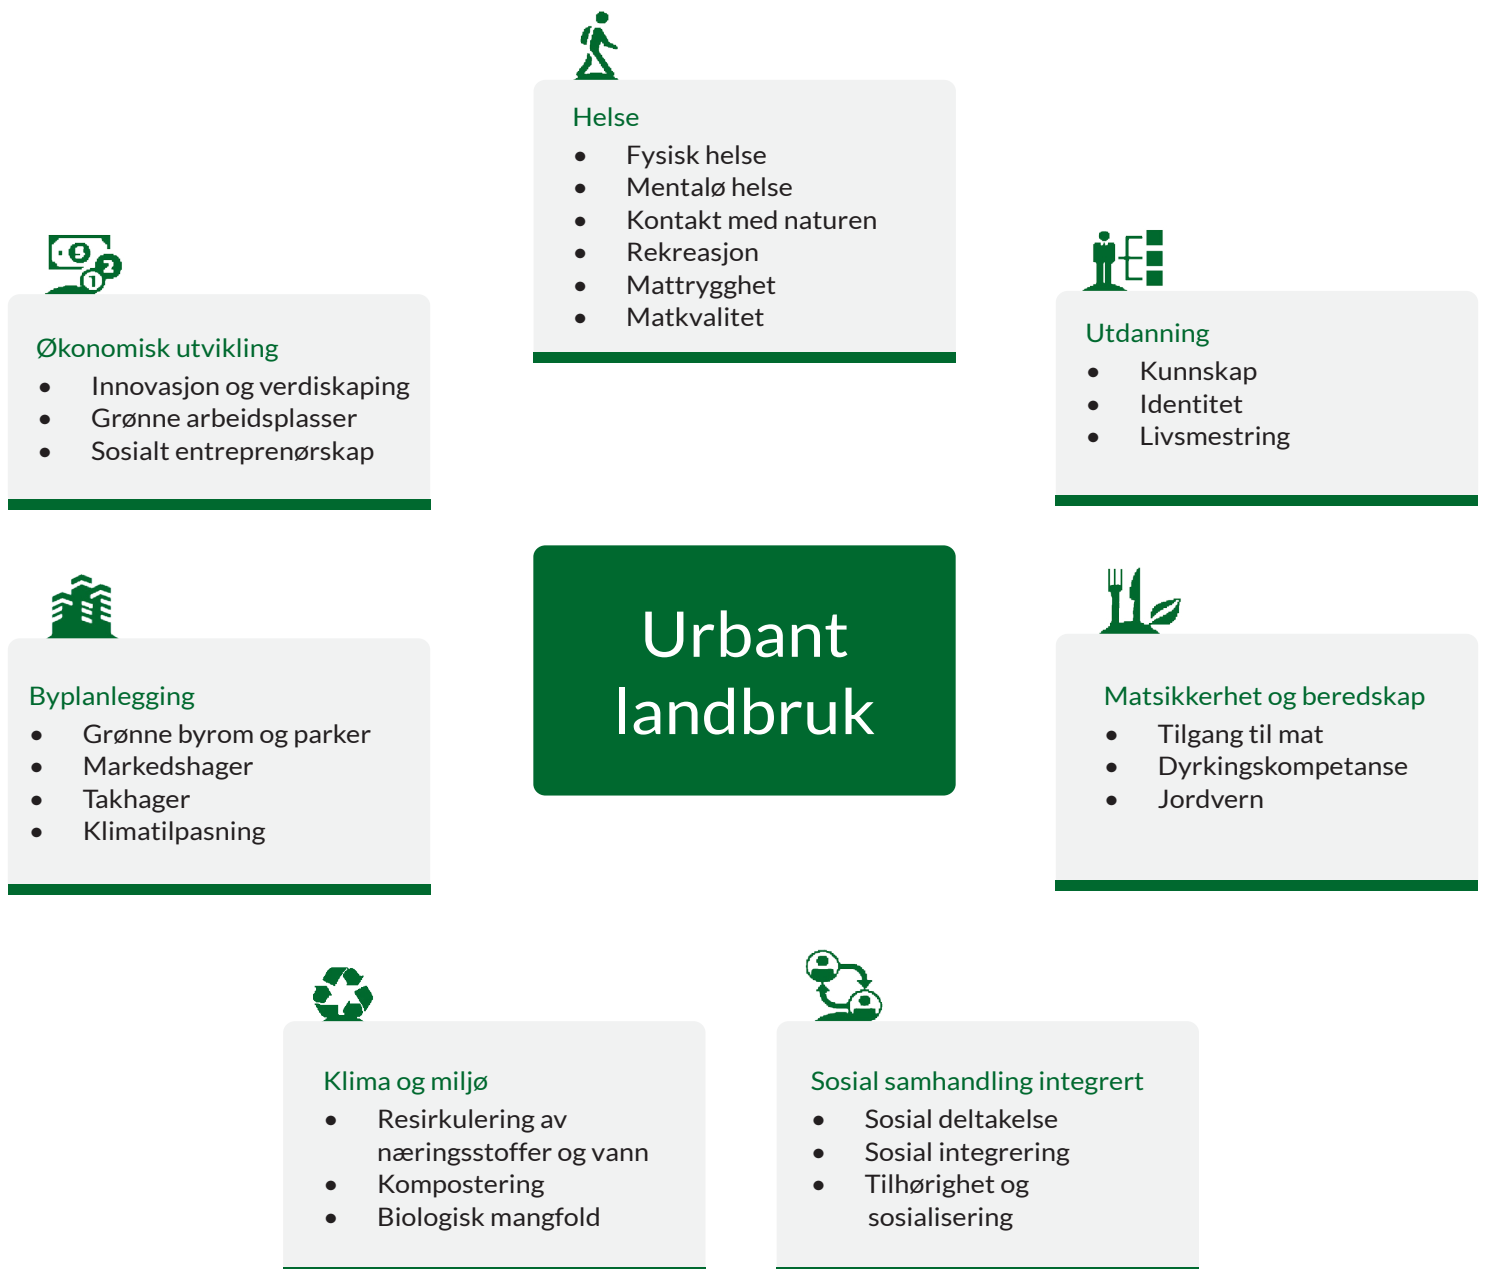 Helse
• Fysisk helse
• Mentalø helse
• Kontakt med naturen
• Rekreasjon
• Mattrygghet
• Matkvalitet
Økonomisk utvikling
• Innovasjon og verdiskaping
• Grønne arbeidsplasser
• Sosialt entreprenørskap
Utdanning
• Kunnskap
• Identitet
• Livsmestring
Urbant
landbruk
Byplanlegging
• Grønne byrom og parker
• Markedshager
• Takhager
• Klimatilpasning
Matsikkerhet og beredskap
• Tilgang til mat
• Dyrkingskompetanse
• Jordvern
Klima og miljø
• Resirkulering av
næringsstoffer og vann
• Kompostering
• Biologisk mangfold
Sosial samhandling integrert
• Sosial deltakelse
• Sosial integrering
• Tilhørighet og
sosialisering